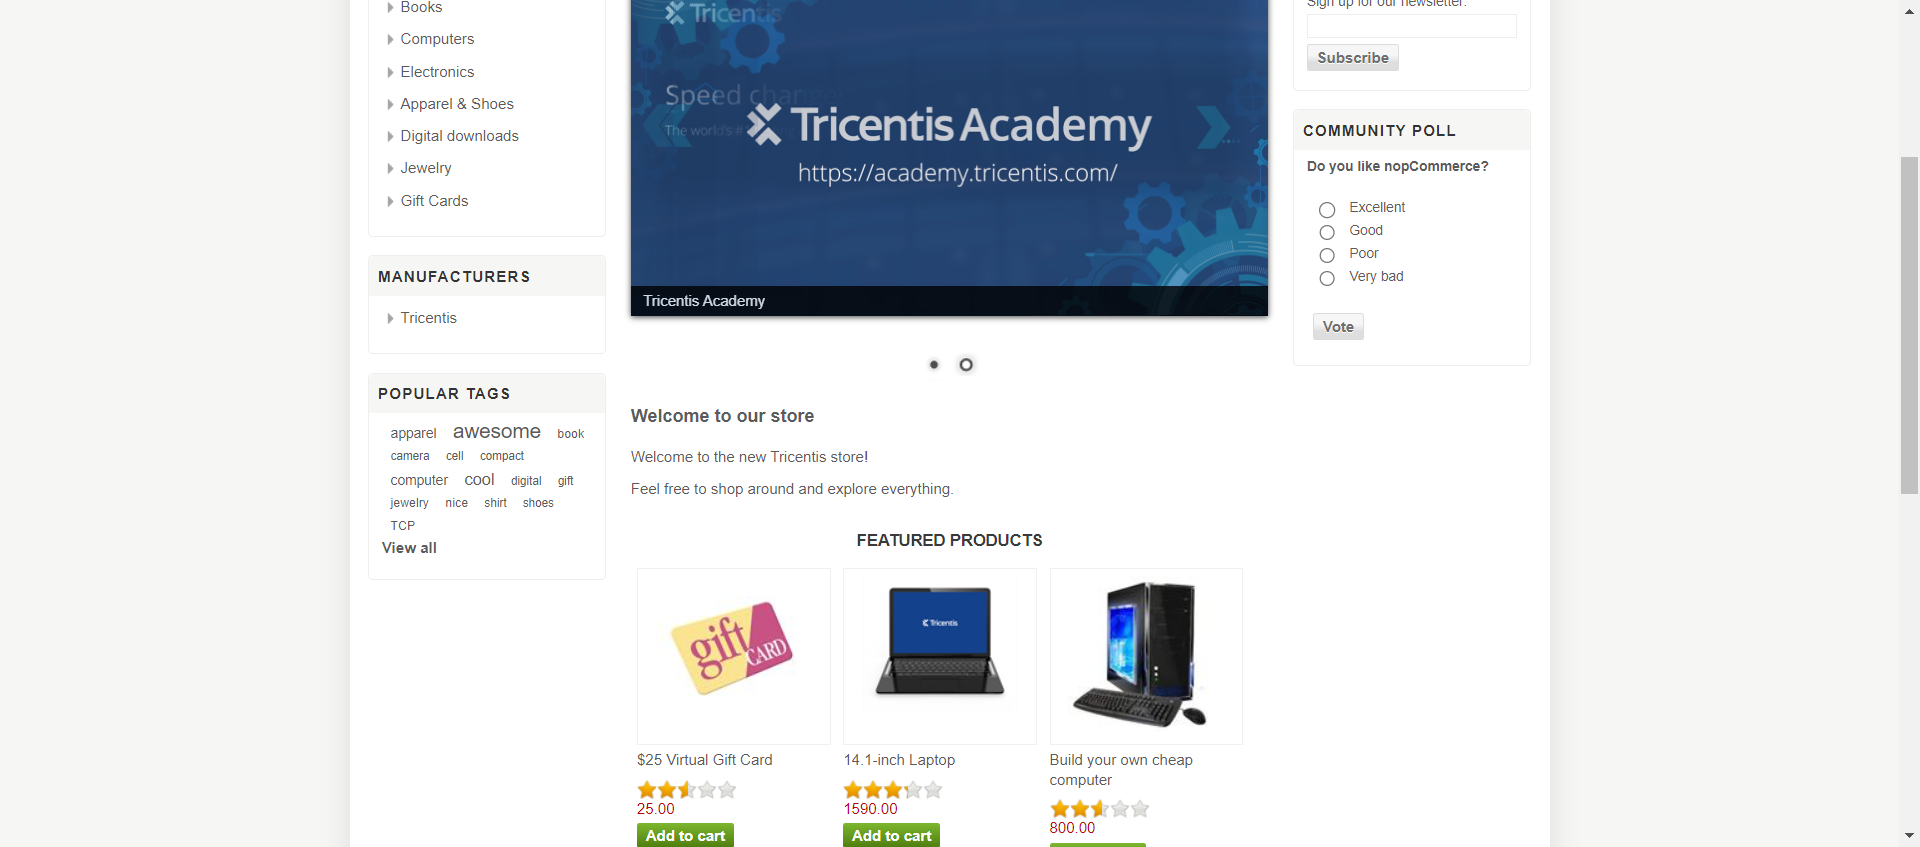 Books
Computers
Electronics
Apparel & Shoes
Digital downloads
Jewelry
Gift Cards
MANUFACTURERS
Tricentis
POPULAR TAGS
apparel awesome book
camera cell compact
computer cool digital gift
jewelry nice shirt shoes
TCP
View all
Tricentis
Speed change
The world's #
Tricentis Academy
https://academy.tricentis.com/
Tricentis Academy
Welcome to our store
Welcome to the new Tricentis store!
Feel free to shop around and explore everything.
FEATURED PRODUCTS
gift CARD
Tricentis
$25 Virtual Gift Card
25.00
Add to cart
14.1-inch Laptop
1590.00
Add to cart
Build your own cheap
computer
800.00
Sign up for our newsletter:
Subscribe
COMMUNITY POLL
Do you like nopCommerce?
Excellent
Good
Poor
Very bad
Vote